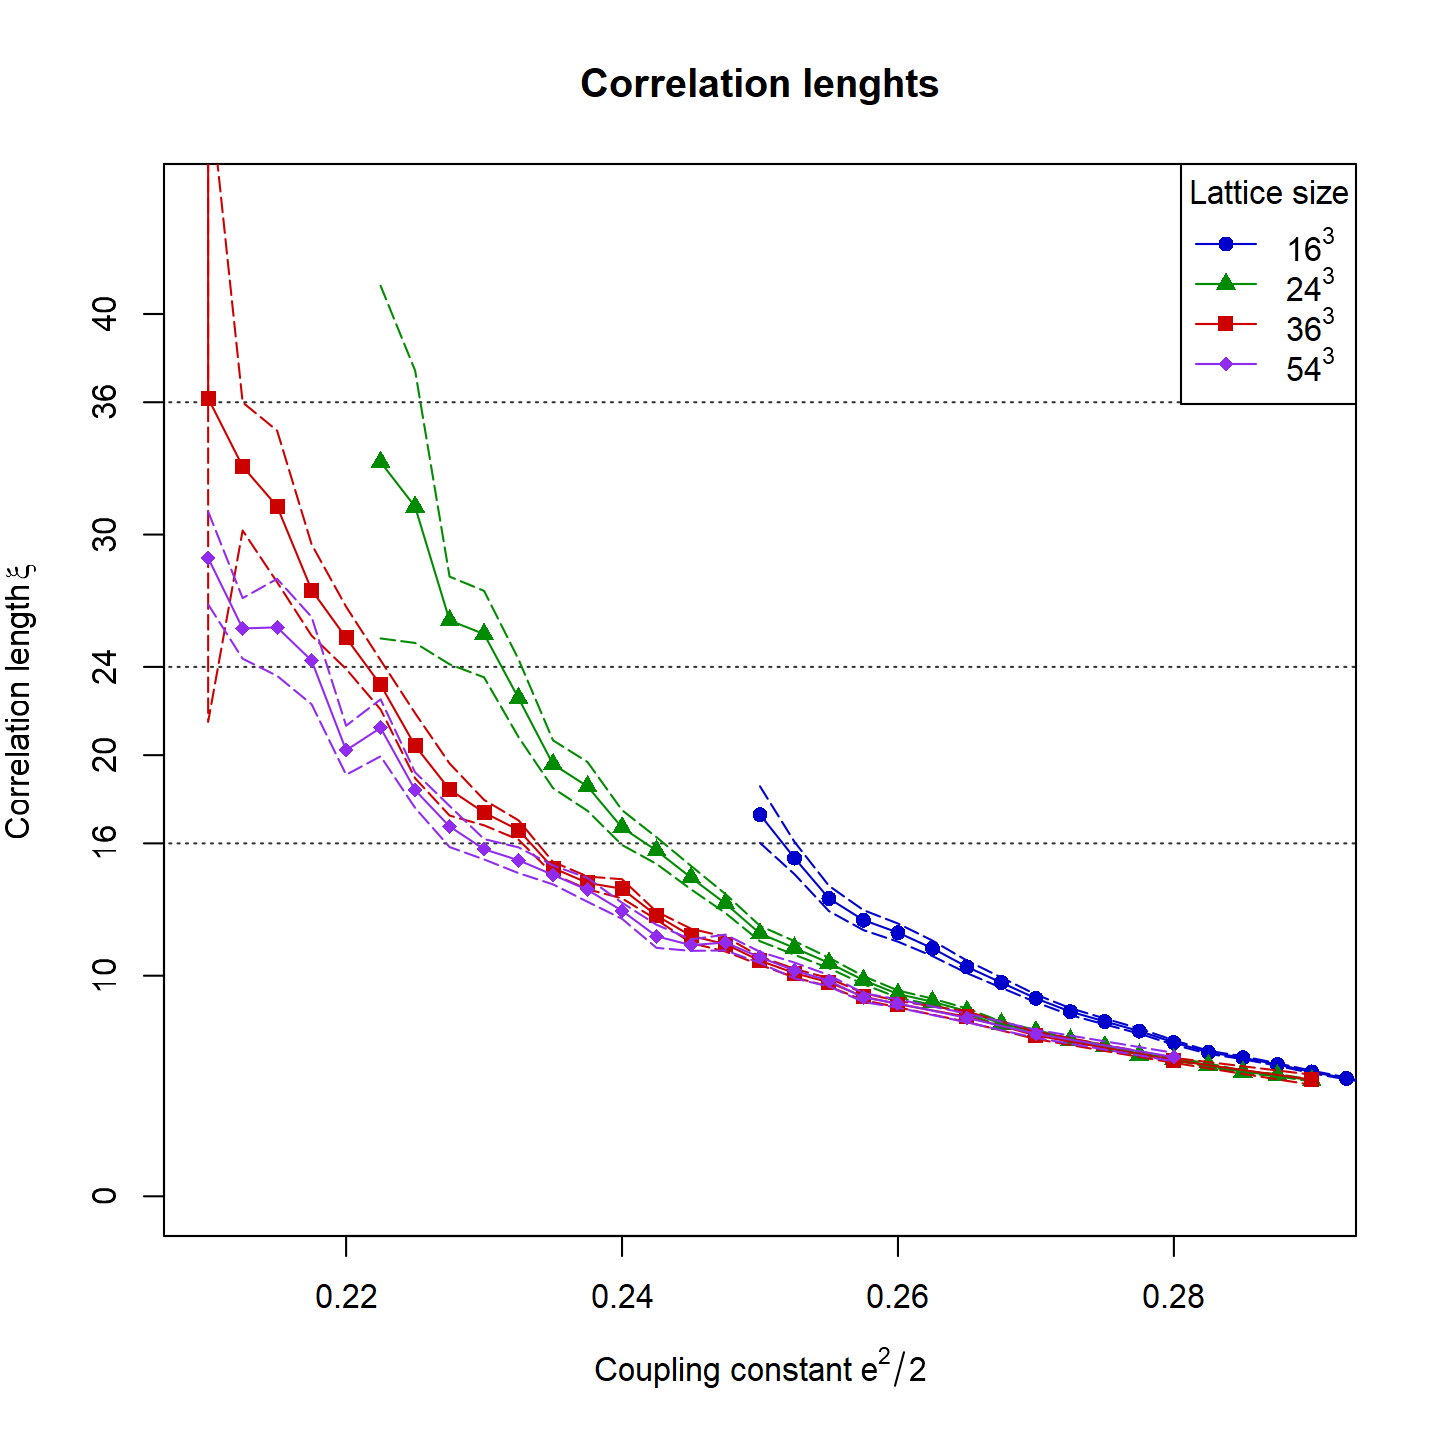 Correlation lenghts
Lattice size
16³
24³
36³
54³
Correlation length ξ
40
36
30
24
20
16
10
0
0.22 0.24 0.26 0.28
Coupling constant e²/2